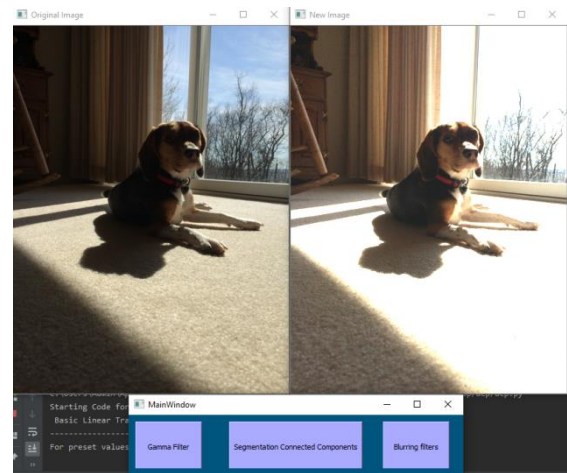 Original Image
New Image
Starting Code for
Basic Linear Tra
For preset values
MainWindow
Gamma Filter
Segmentation Connected Components
Blurring filters